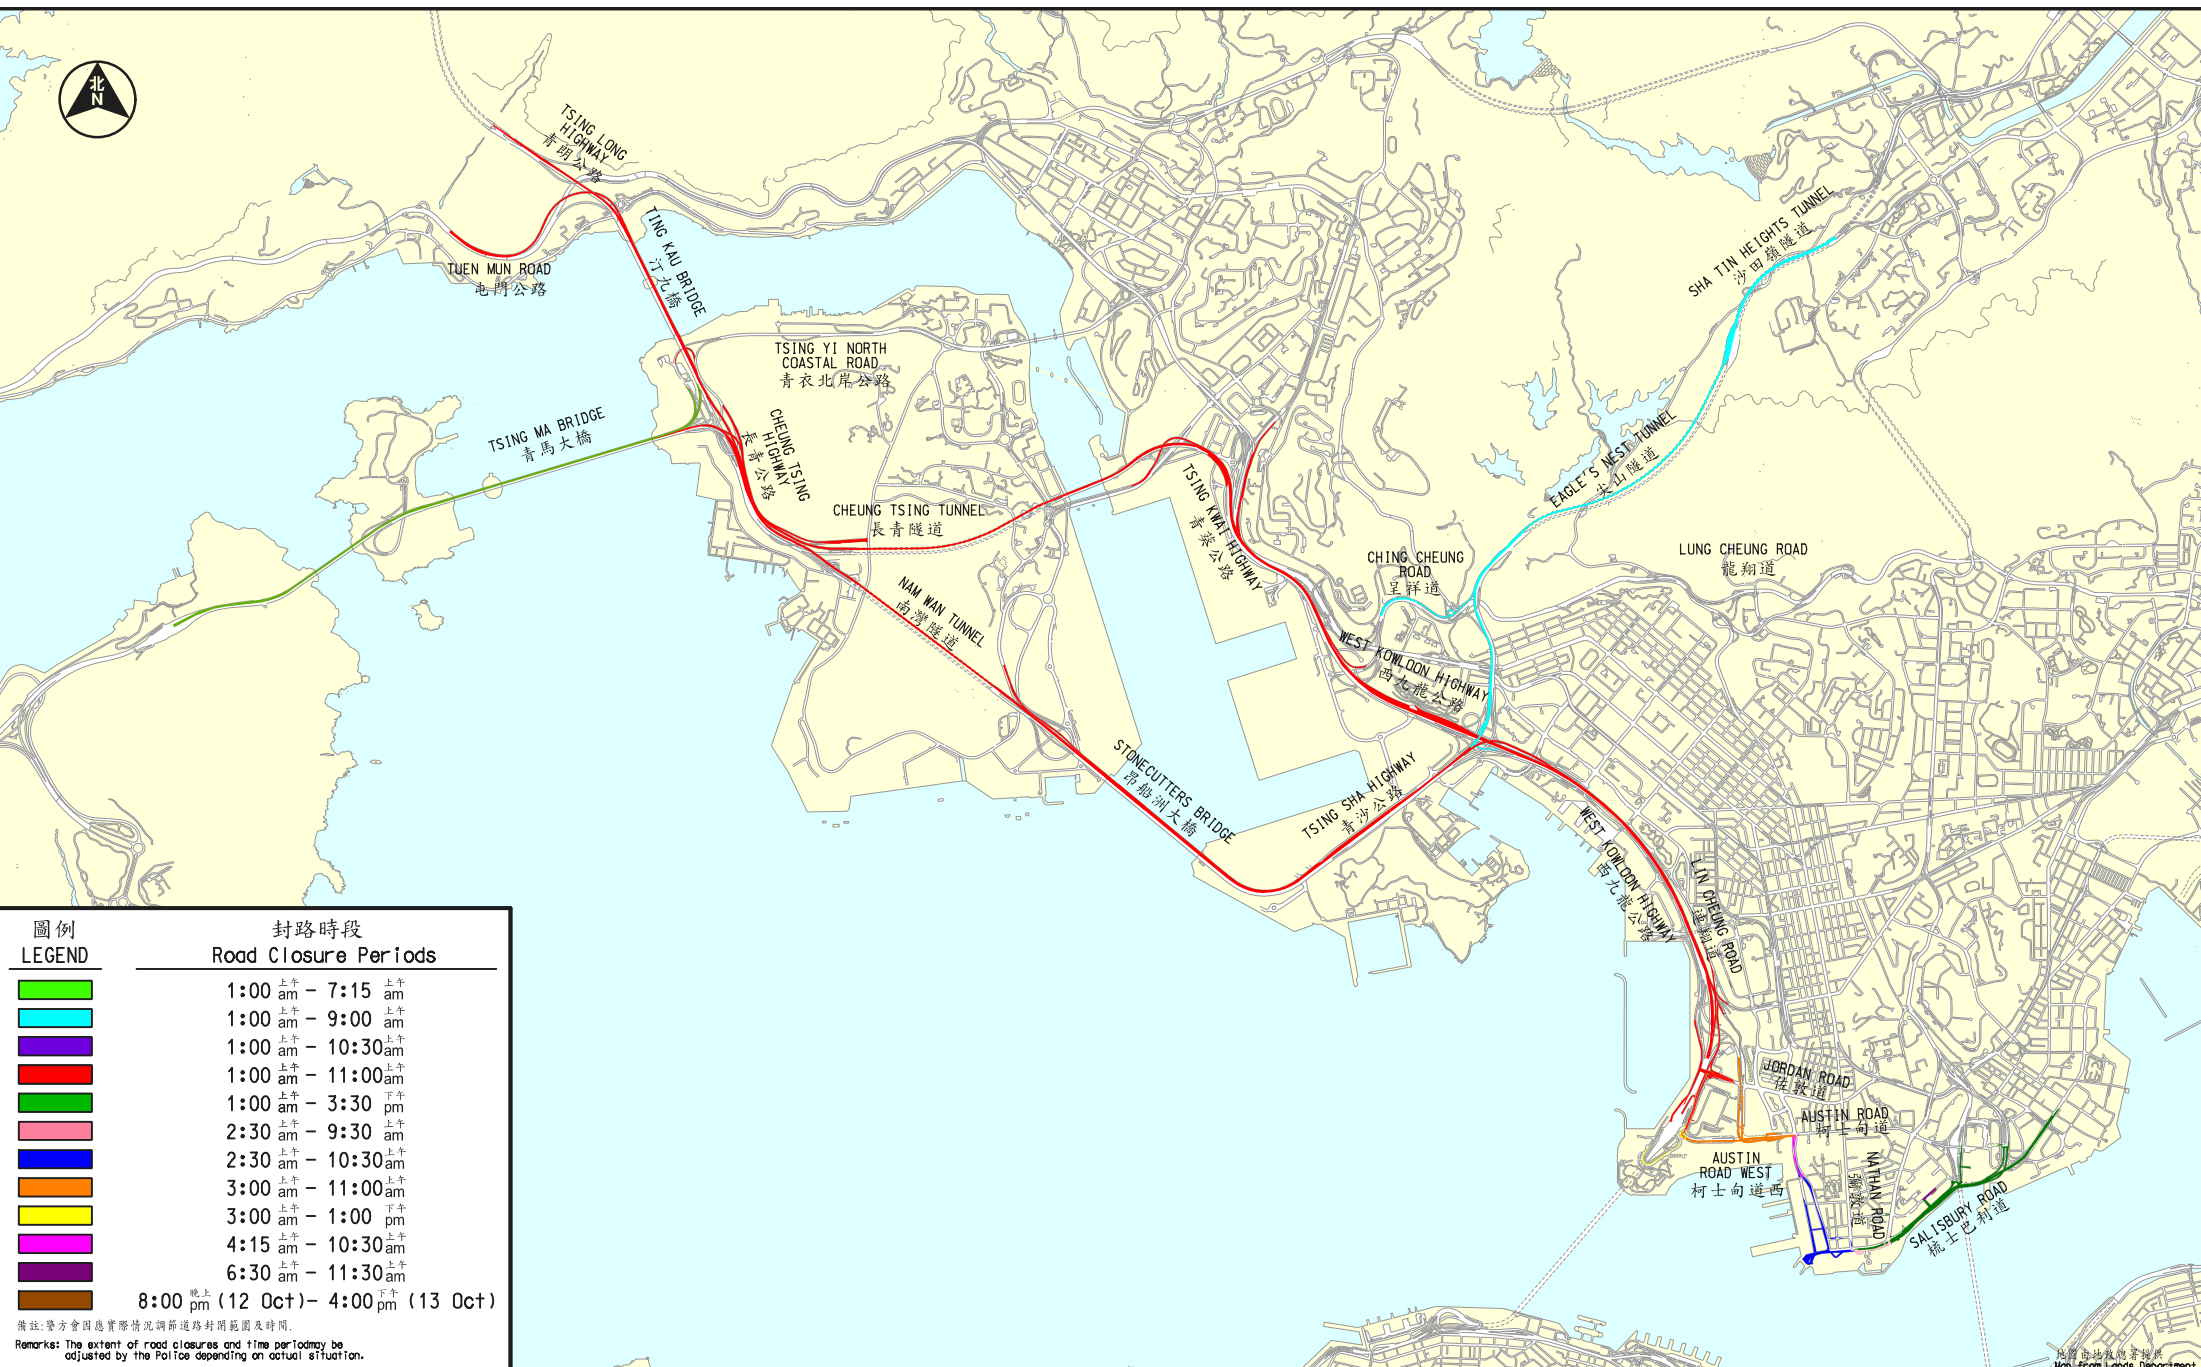 北
N
TSING LONG
HIGHWAY
青朗公路
TUEN MUN ROAD
屯門公路
TING KAU BRIDGE
汀九橋
TSING YI NORTH
COASTAL ROAD
青衣北岸公路
TSING MA BRIDGE
青馬大橋
CHEUNG TSING
HIGHWAY
長青公路
CHEUNG TSING TUNNEL
長青隧道
NAM WAN TUNNEL
南灣隧道
TSING KWAI HIGHWAY
青葵公路
SHA TIN HEIGHTS TUNNEL
沙田嶺隧道
EAGLE'S NEST TUNNEL
尖山隧道
CHING CHEUNG
ROAD
呈祥道
LUNG CHEUNG ROAD
龍翔道
WEST KOWLOON HIGHWAY
西九龍公路
STONECUTTERS BRIDGE
昂船洲大橋
TSING SHA HIGHWAY
青沙公路
WEST KOWLOON HIGHWAY
西九龍公路
LIN CHEUNG ROAD
連翔道
JORDAN ROAD
佐敦道
AUSTIN ROAD
柯士甸道
AUSTIN
ROAD WEST
柯士甸道西
NATHAN ROAD
彌敦道
SALISBURY ROAD
梳士巴利道
圖例 封路時段
LEGEND Road Closure Periods
1:00 上午 am - 7:15 上午 am
1:00 上午 am - 9:00 上午 am
1:00 上午 am - 10:30 上午 am
1:00 上午 am - 11:00 上午 am
1:00 上午 am - 3:30 下午 pm
2:30 上午 am - 9:30 上午 am
2:30 上午 am - 10:30 上午 am
3:00 上午 am - 11:00 上午 am
3:00 上午 am - 1:00 下午 pm
4:15 上午 am - 10:30 上午 am
6:30 上午 am - 11:30 上午 am
8:00 晚上 pm (12 Oct) - 4:00 下午 pm (13 Oct)
備註:警方會因應實際情況調節道路封閉範圍及時間.
Remarks: The extent of road closures and time periodmay be
adjusted by the Police depending on actual situation.
地圖由地政總署提供
Map from Lands Department